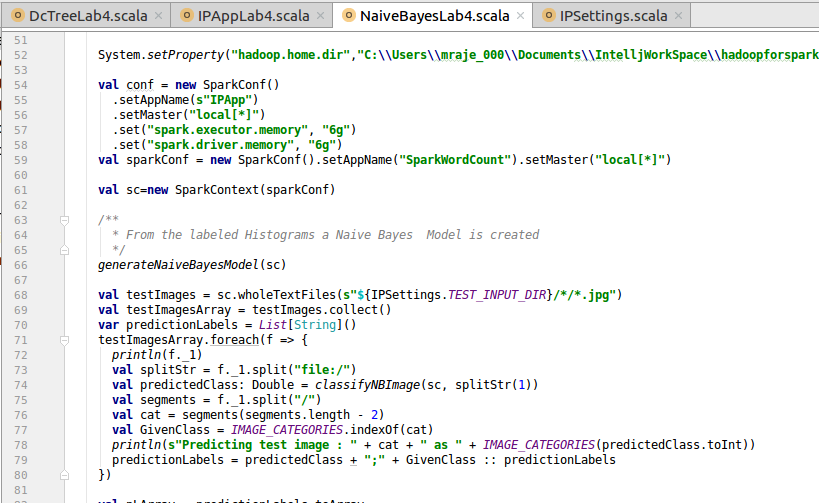 DcTreeLab4.scala IPAppLab4.scala NaiveBayesLab4.scala IPSettings.scala
51
52 System.setProperty("hadoop.home.dir","C:\\Users\\mraje_000\\Documents\\IntelljWorkSpace\\hadoopforspark
53
54 val conf = new SparkConf()
55 .setAppName(s"IPApp")
56 .setMaster("local[*]")
57 .set("spark.executor.memory", "6g")
58 .set("spark.driver.memory", "6g")
59 val sparkConf = new SparkConf().setAppName("SparkWordCount").setMaster("local[*]")
60
61 val sc=new SparkContext(sparkConf)
62
63 /**
64 * From the labeled Histograms a Naive Bayes  Model is created
65 */
66 generateNaiveBayesModel(sc)
67
68 val testImages = sc.wholeTextFiles(s"${IPSettings.TEST_INPUT_DIR}/*/*.jpg")
69 val testImagesArray = testImages.collect()
70 var predictionLabels = List[String]()
71 testImagesArray.foreach(f => {
72 println(f._1)
73 val splitStr = f._1.split("file:/")
74 val predictedClass: Double = classifyNBImage(sc, splitStr(1))
75 val segments = f._1.split("/")
76 val cat = segments(segments.length - 2)
77 val GivenClass = IMAGE_CATEGORIES.indexOf(cat)
78 println(s"Predicting test image : " + cat + " as " + IMAGE_CATEGORIES(predictedClass.toInt))
79 predictionLabels = predictedClass + ";" + GivenClass :: predictionLabels
80 })
81